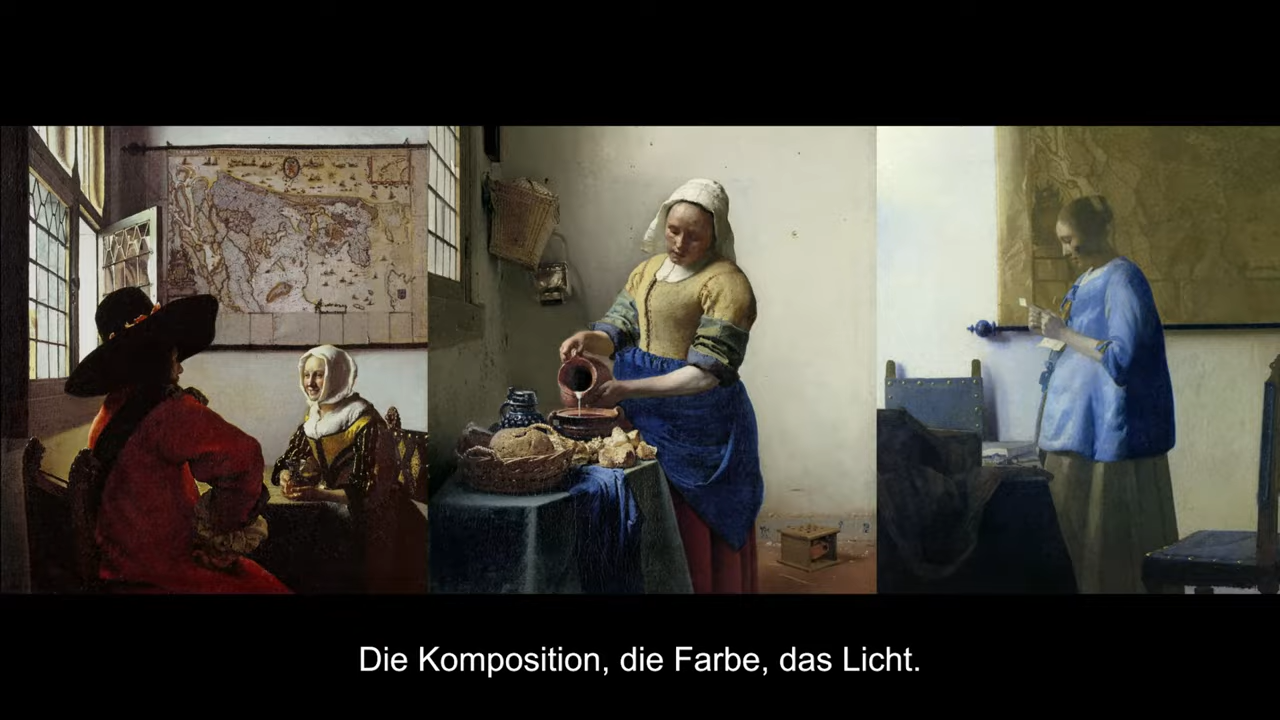 Die Komposition, die Farbe, das Licht.